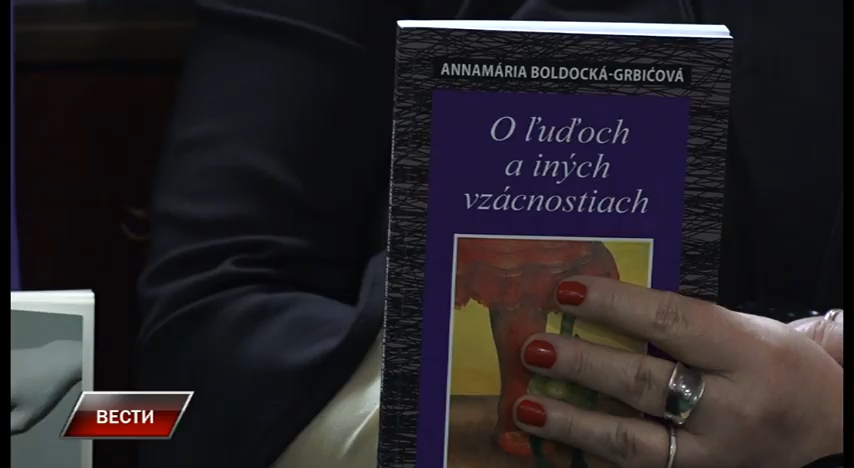 ANNAMÁRIA BOLDOCKÁ-GRBIĆOVÁ
O ľuďoch
a iných
vzácnostiach
ВЕСТИ